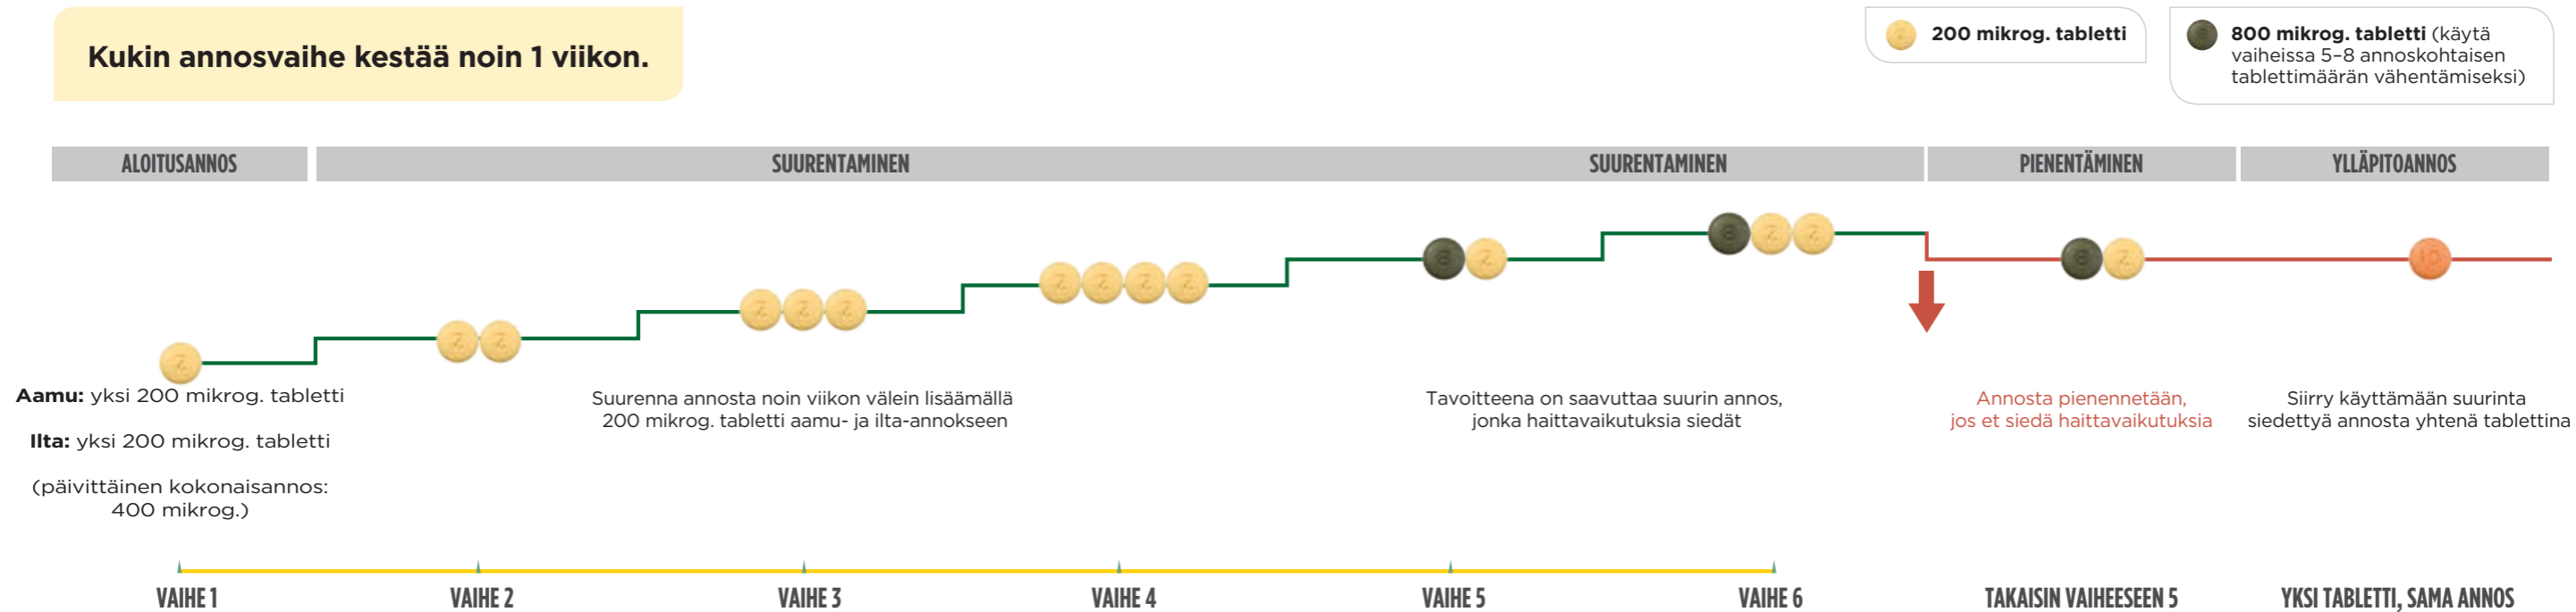 Kukin annosvaihe kestää noin 1 viikon.
200 mikrog. tabletti
800 mikrog. tabletti (käytä
vaiheissa 5–8 annoskohtaisen
tablettimäärän vähentämiseksi)
ALOITUSANNOS
SUURENTAMINEN
SUURENTAMINEN
PIENENTÄMINEN
YLLÄPITOANNOS
Aamu: yksi 200 mikrog. tabletti
Ilta: yksi 200 mikrog. tabletti
(päivittäinen kokonaisannos:
400 mikrog.)
Suurenna annosta noin viikon välein lisäämällä
200 mikrog. tabletti aamu- ja ilta-annokseen
Tavoitteena on saavuttaa suurin annos,
jonka haittavaikutuksia siedät
Annosta pienennetään,
jos et siedä haittavaikutuksia
Siirry käyttämään suurinta
siedettyä annosta yhtenä tablettina
VAIHE 1
VAIHE 2
VAIHE 3
VAIHE 4
VAIHE 5
VAIHE 6
TAKAISIN VAIHEESEEN 5
YKSI TABLETTI, SAMA ANNOS